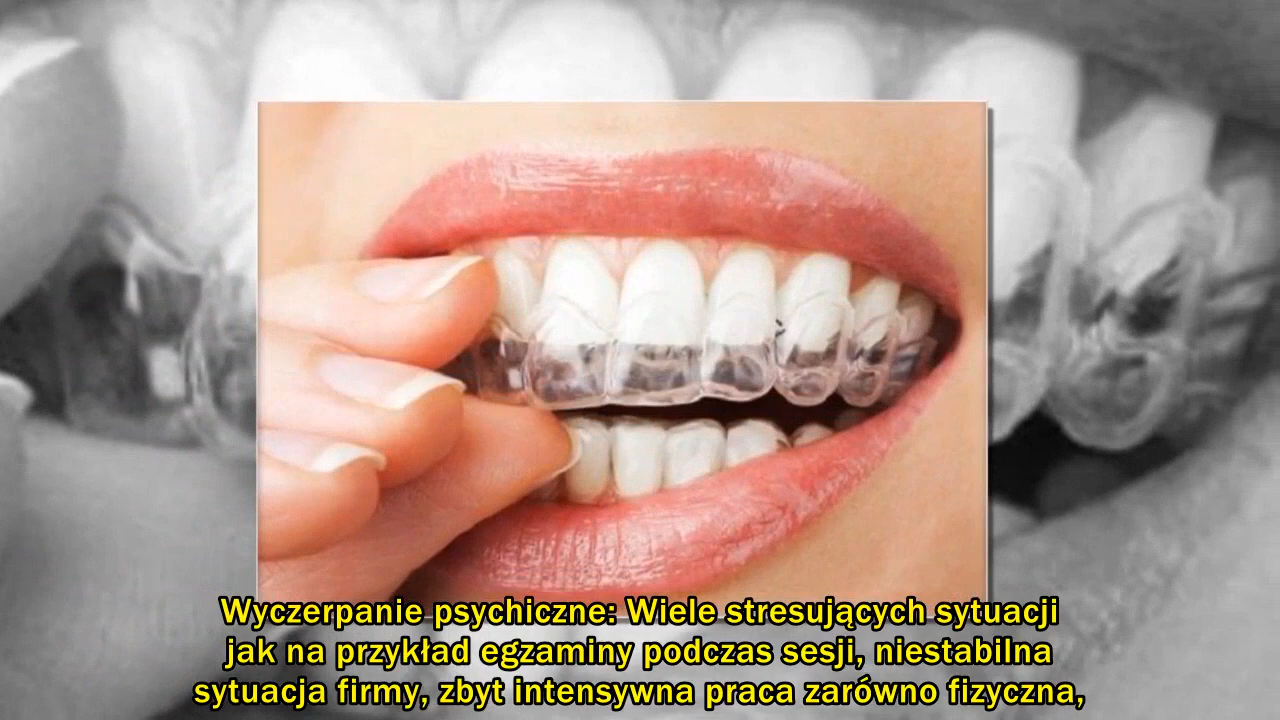 Wyczerpanie psychiczne: Wiele stresujących sytuacji
jak na przykład egzaminy podczas sesji, niestabilna
sytuacja firmy, zbyt intensywna praca zarówno fizyczna,